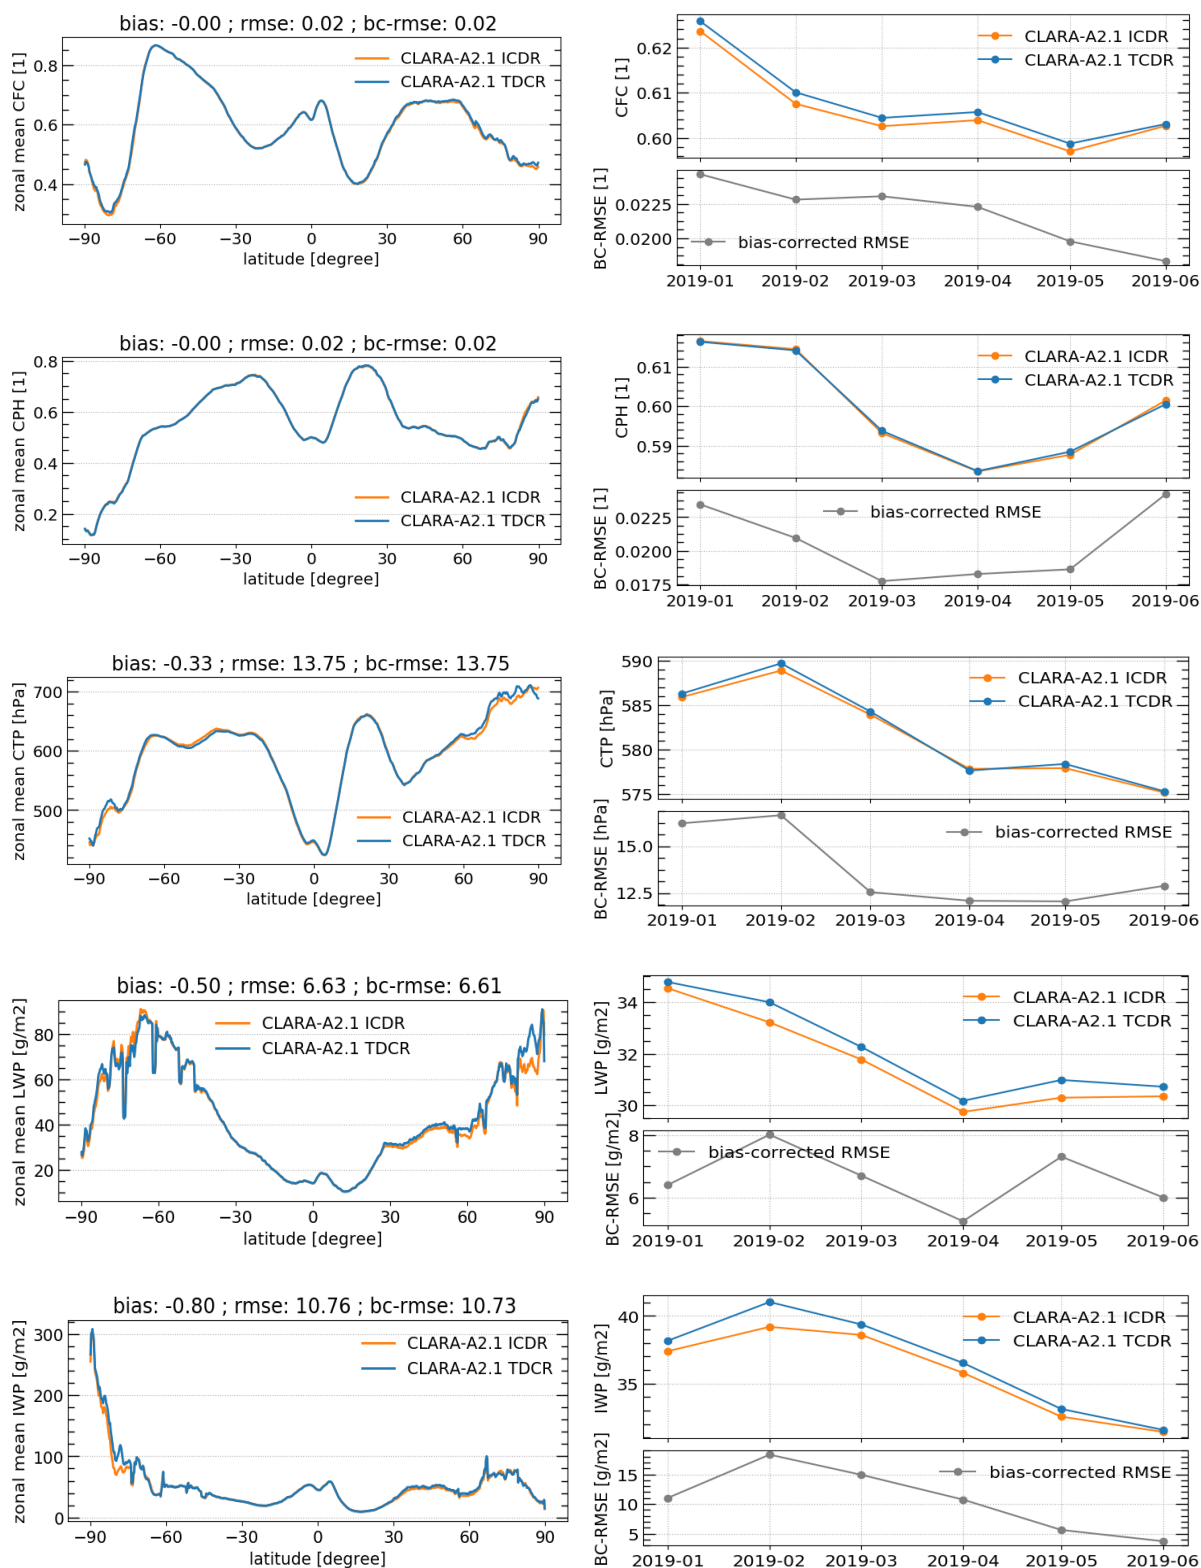 bias: -0.00 ; rmse: 0.02 ; bc-rmse: 0.02
zonal mean CFC [1]
0.8
0.6
0.4
CLARA-A2.1 ICDR
CLARA-A2.1 TDCR
−90 −60 −30 0 30 60 90
latitude [degree]
CFC [1]
0.62
0.61
0.60
CLARA-A2.1 ICDR
CLARA-A2.1 TCDR
BC-RMSE [1]
0.0225
0.0200
bias-corrected RMSE
2019-01 2019-02 2019-03 2019-04 2019-05 2019-06
bias: -0.00 ; rmse: 0.02 ; bc-rmse: 0.02
zonal mean CPH [1]
0.8
0.6
0.4
0.2
CLARA-A2.1 ICDR
CLARA-A2.1 TDCR
−90 −60 −30 0 30 60 90
latitude [degree]
CPH [1]
0.61
0.60
0.59
CLARA-A2.1 ICDR
CLARA-A2.1 TCDR
BC-RMSE [1]
0.0225
0.0200
0.0175
bias-corrected RMSE
2019-01 2019-02 2019-03 2019-04 2019-05 2019-06
bias: -0.33 ; rmse: 13.75 ; bc-rmse: 13.75
zonal mean CTP [hPa]
700
600
500
CLARA-A2.1 ICDR
CLARA-A2.1 TDCR
−90 −60 −30 0 30 60 90
latitude [degree]
CTP [hPa]
590
585
580
575
CLARA-A2.1 ICDR
CLARA-A2.1 TCDR
BC-RMSE [hPa]
15.0
12.5
bias-corrected RMSE
2019-01 2019-02 2019-03 2019-04 2019-05 2019-06
bias: -0.50 ; rmse: 6.63 ; bc-rmse: 6.61
zonal mean LWP [g/m2]
80
60
40
20
CLARA-A2.1 ICDR
CLARA-A2.1 TDCR
−90 −60 −30 0 30 60 90
latitude [degree]
LWP [g/m2]
34
32
30
CLARA-A2.1 ICDR
CLARA-A2.1 TCDR
BC-RMSE [g/m2]
8
6
bias-corrected RMSE
2019-01 2019-02 2019-03 2019-04 2019-05 2019-06
bias: -0.80 ; rmse: 10.76 ; bc-rmse: 10.73
zonal mean IWP [g/m2]
300
200
100
0
CLARA-A2.1 ICDR
CLARA-A2.1 TDCR
−90 −60 −30 0 30 60 90
latitude [degree]
IWP [g/m2]
40
35
CLARA-A2.1 ICDR
CLARA-A2.1 TCDR
BC-RMSE [g/m2]
15
10
5
bias-corrected RMSE
2019-01 2019-02 2019-03 2019-04 2019-05 2019-06